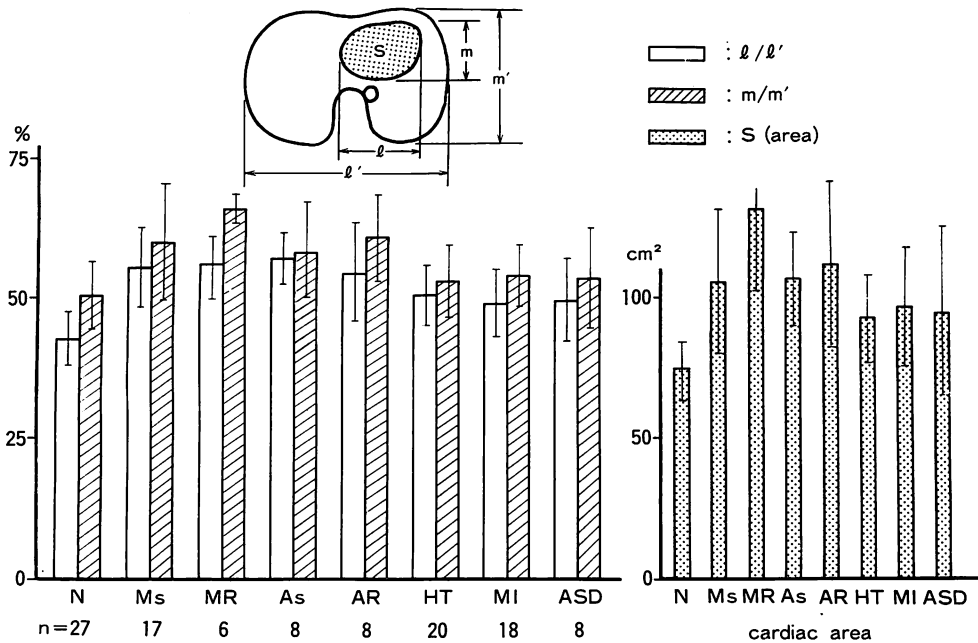 S
m
m′
ℓ
ℓ′
: ℓ/ℓ′
: m/m′
: S (area)
%
75
50
25
0
N Ms MR As AR HT MI ASD
n=27 17 6 8 8 20 18 8
cm²
100
50
0
N Ms MR As AR HT MI ASD
cardiac area